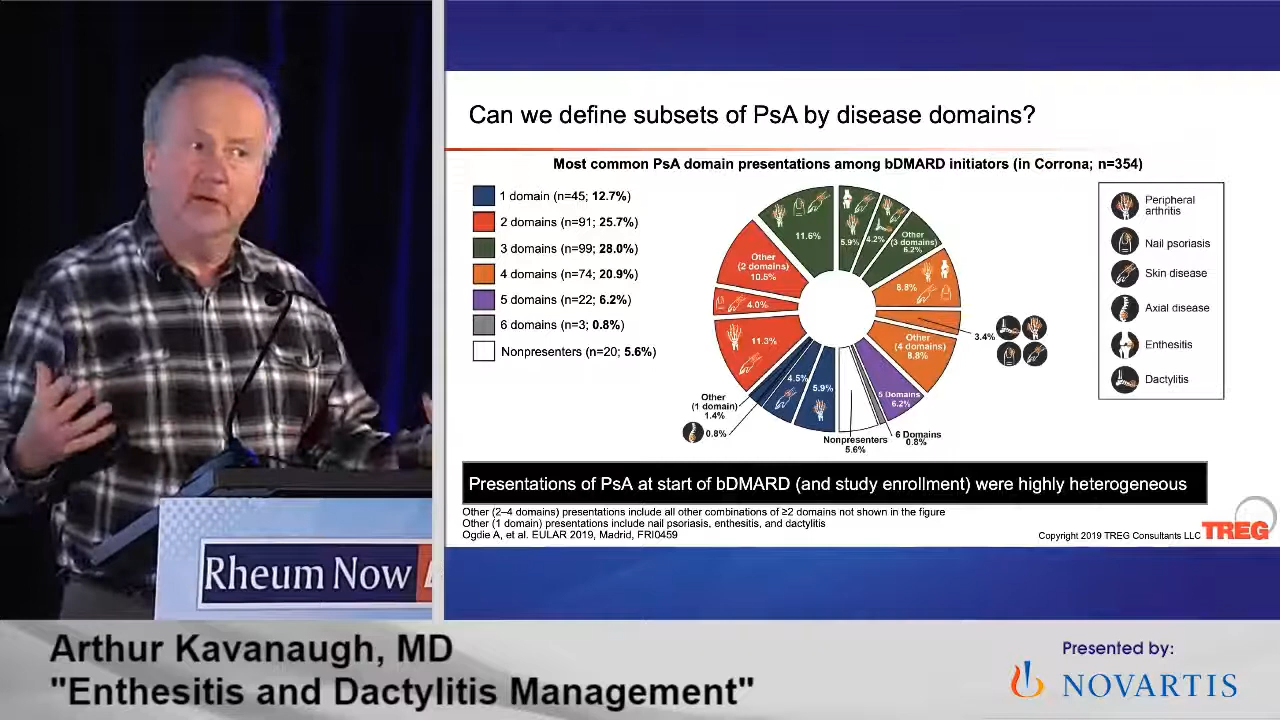 Can we define subsets of PsA by disease domains?
Most common PsA domain presentations among bDMARD initiators (in Corrona; n=354)
1 domain (n=45; 12.7%)
2 domains (n=91; 25.7%)
3 domains (n=99; 28.0%)
4 domains (n=74; 20.9%)
5 domains (n=22; 6.2%)
6 domains (n=3; 0.8%)
Nonpresenters (n=20; 5.6%)
11.6%
5.9%
4.2%
Other
(3 domains)
6.2%
8.8%
3.4%
Other
(4 domains)
8.8%
5 Domains
6.2%
6 Domains
0.8%
Nonpresenters
5.6%
5.9%
4.5%
0.8%
Other
(1 domain)
1.4%
11.3%
4.0%
Other
(2 domains)
10.5%
Peripheral
arthritis
Nail psoriasis
Skin disease
Axial disease
Enthesitis
Dactylitis
Presentations of PsA at start of bDMARD (and study enrollment) were highly heterogeneous
Other (2–4 domains) presentations include all other combinations of ≥2 domains not shown in the figure
Other (1 domain) presentations include nail psoriasis, enthesitis, and dactylitis
Ogdie A, et al. EULAR 2019, Madrid, FRI0459
Copyright 2019 TREG Consultants LLC
TREG
Rheum Now
Arthur Kavanaugh, MD
"Enthesitis and Dactylitis Management"
Presented by:
NOVARTIS